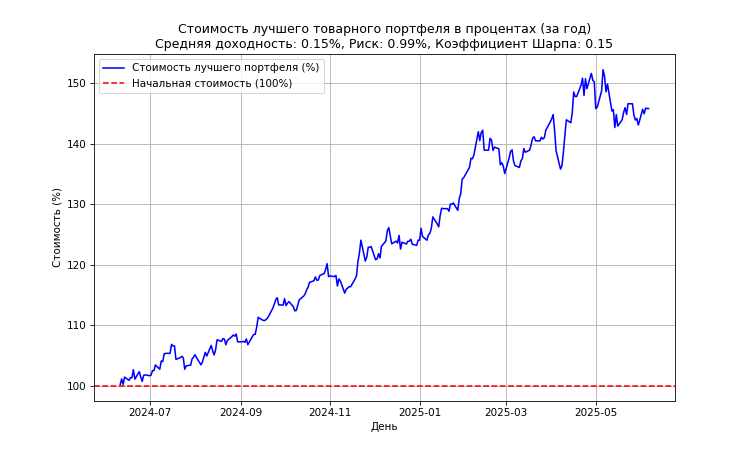 Стоимость лучшего товарного портфеля в процентах (за год)
Средняя доходность: 0.15%, Риск: 0.99%, Коэффициент Шарпа: 0.15
Стоимость лучшего портфеля (%)
Начальная стоимость (100%)
Стоимость (%)
150
140
130
120
110
100
2024-07
2024-09
2024-11
2025-01
2025-03
2025-05
День